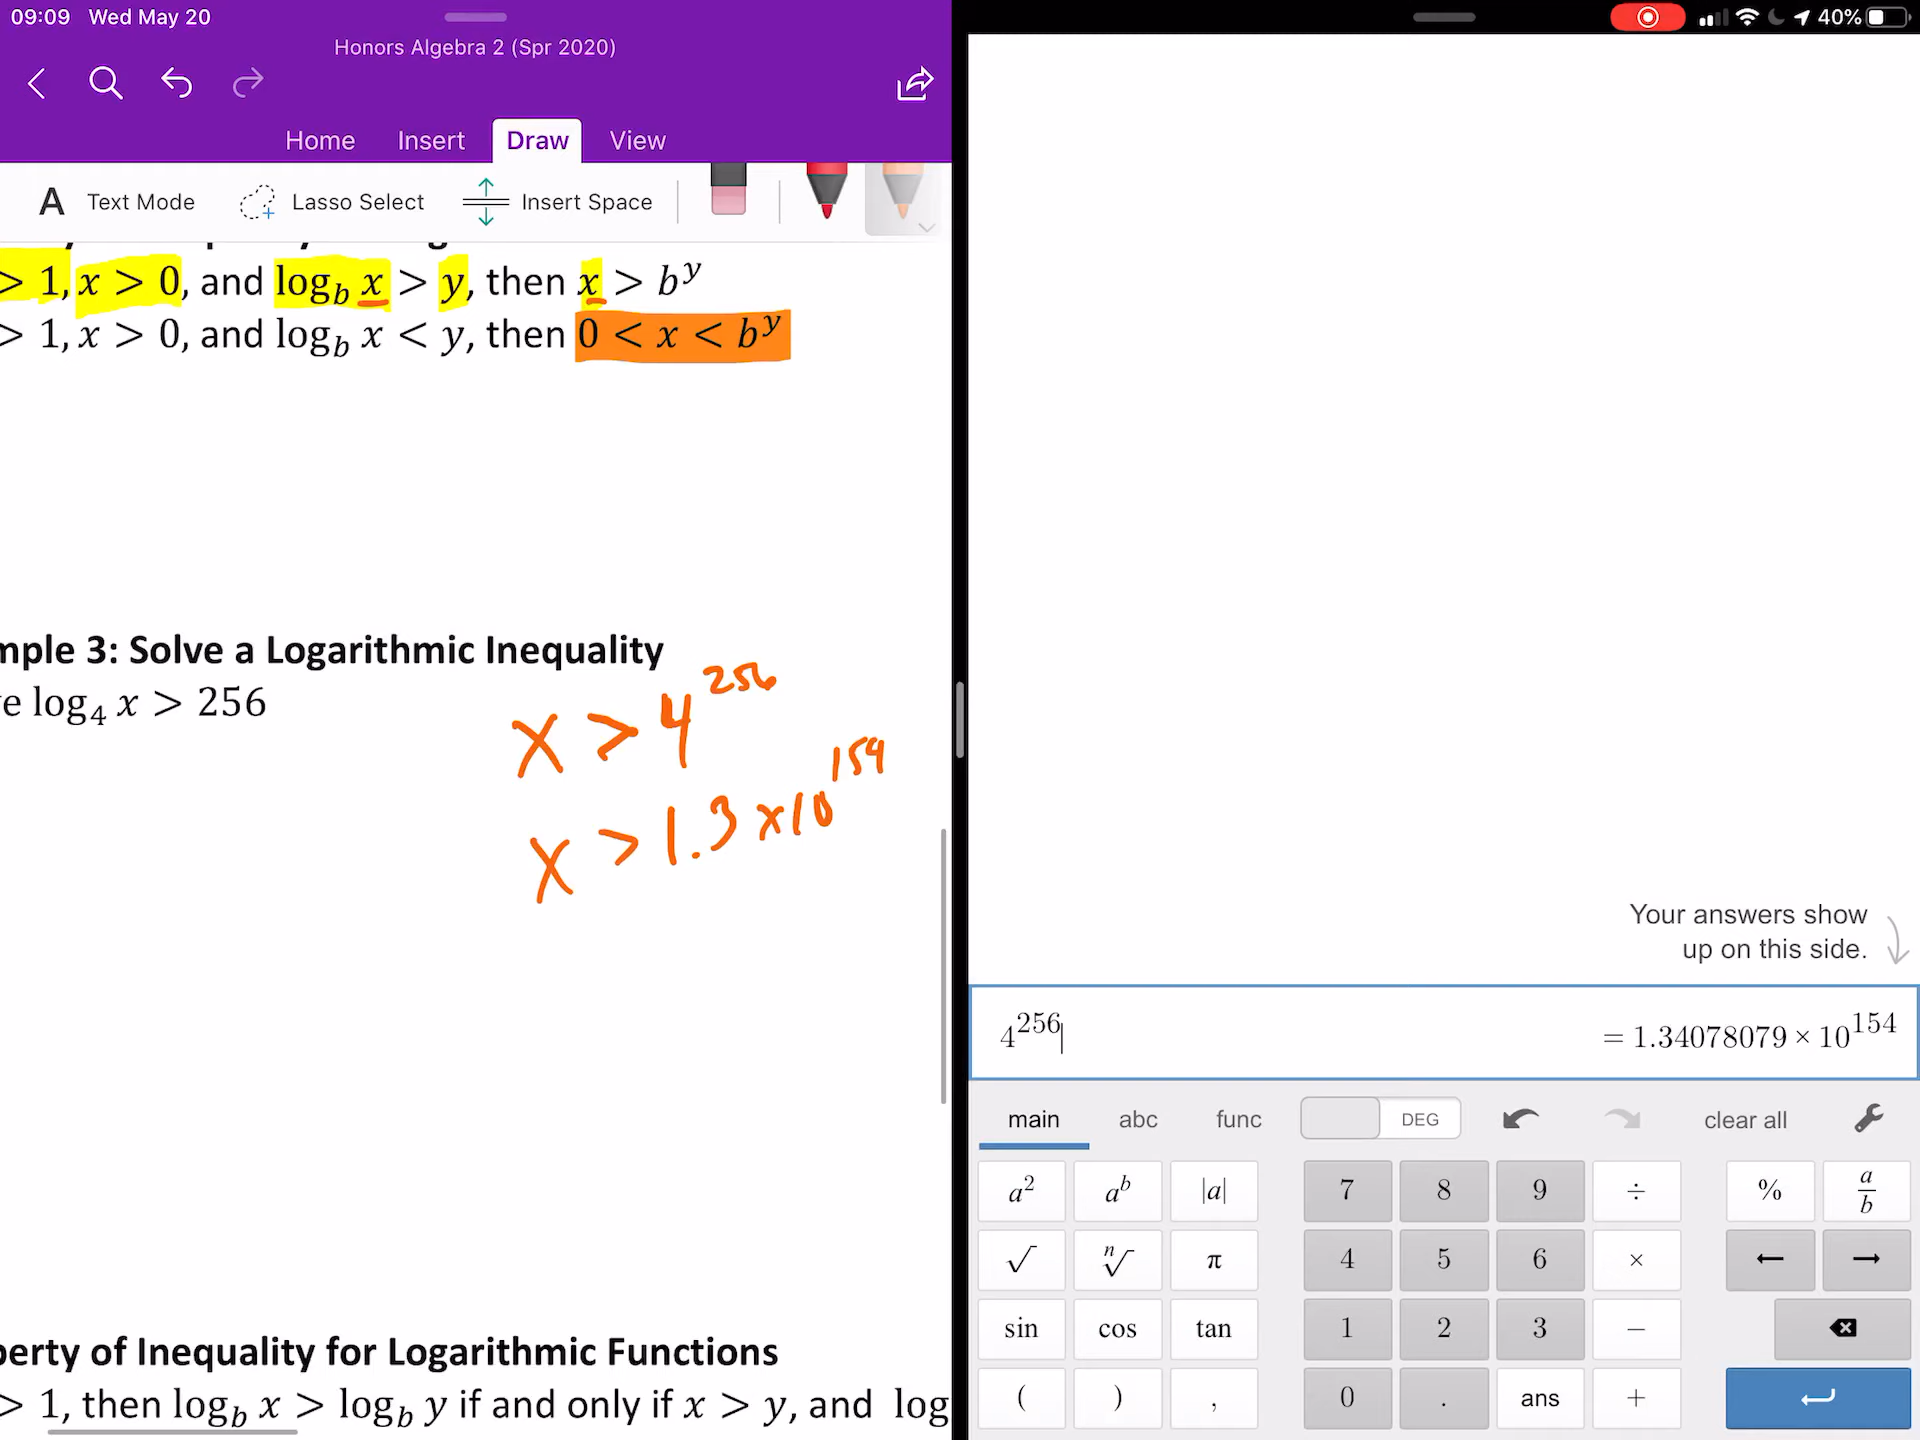 09:09 Wed May 20
40%
Honors Algebra 2 (Spr 2020)
Home Insert Draw View
A Text Mode Lasso Select Insert Space
> 1, x > 0, and log_b x > y, then x > b^y
> 1, x > 0, and log_b x < y, then 0 < x < b^y
mple 3: Solve a Logarithmic Inequality
e log_4 x > 256
x > 4^256
x > 1.3 x10^154
perty of Inequality for Logarithmic Functions
> 1, then log_b x > log_b y if and only if x > y, and log
Your answers show
up on this side.
4^256 = 1.34078079 × 10^154
main abc func DEG clear all
a^2 a^b |a| 7 8 9 ÷ % a/b
√ ⁿ√ π 4 5 6 × ← →
sin cos tan 1 2 3 −
( ) , 0 . ans +